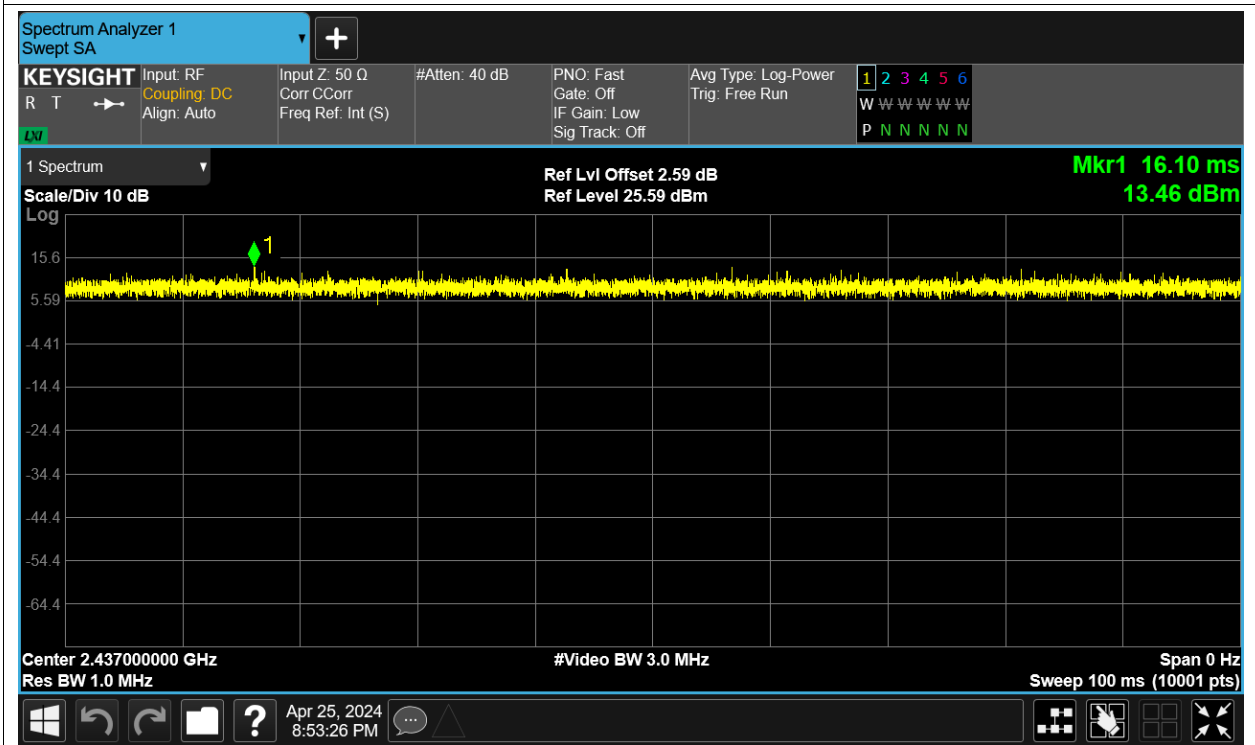 Spectrum Analyzer 1
Swept SA
+
KEYSIGHT
R T
LXI
Input: RF
Coupling: DC
Align: Auto
Input Z: 50 Ω
Corr CCorr
Freq Ref: Int (S)
#Atten: 40 dB
PNO: Fast
Gate: Off
IF Gain: Low
Sig Track: Off
Avg Type: Log-Power
Trig: Free Run
1 2 3 4 5 6
W W W W W W
P N N N N N
1 Spectrum
Scale/Div 10 dB
Log
Ref Lvl Offset 2.59 dB
Ref Level 25.59 dBm
Mkr1 16.10 ms
13.46 dBm
1
15.6
5.59
-4.41
-14.4
-24.4
-34.4
-44.4
-54.4
-64.4
Center 2.437000000 GHz
Res BW 1.0 MHz
#Video BW 3.0 MHz
Span 0 Hz
Sweep 100 ms (10001 pts)
?
Apr 25, 2024
8:53:26 PM